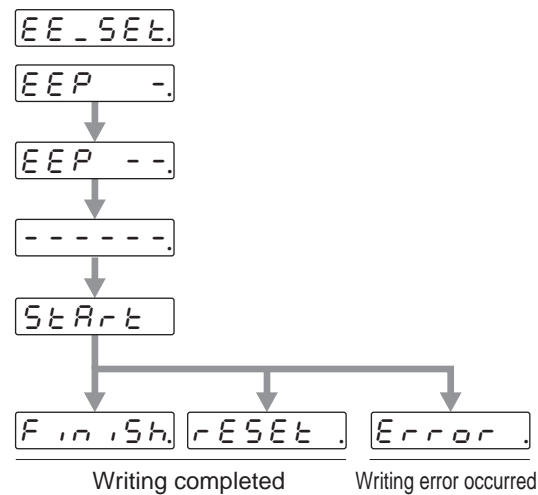 EE_SEt.
EEP -.
EEP --.
------.
StArt
FiniSh. rESEt . Error .
Writing completed Writing error occurred